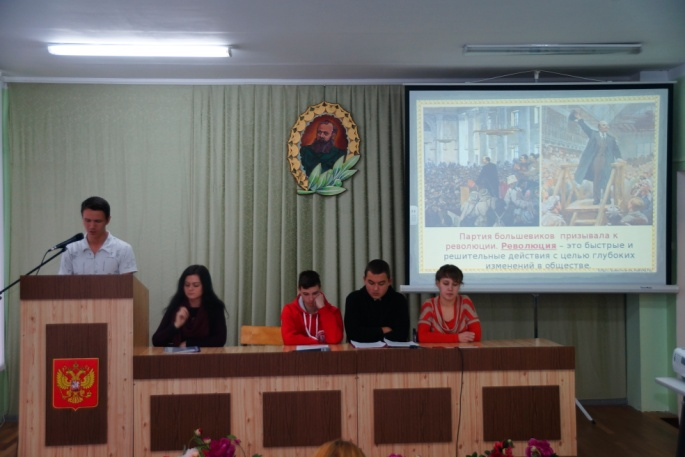 Партия большевиков призывала к
революции. Революция – это быстрые и
решительные действия с целью глубоких
изменений в обществе.